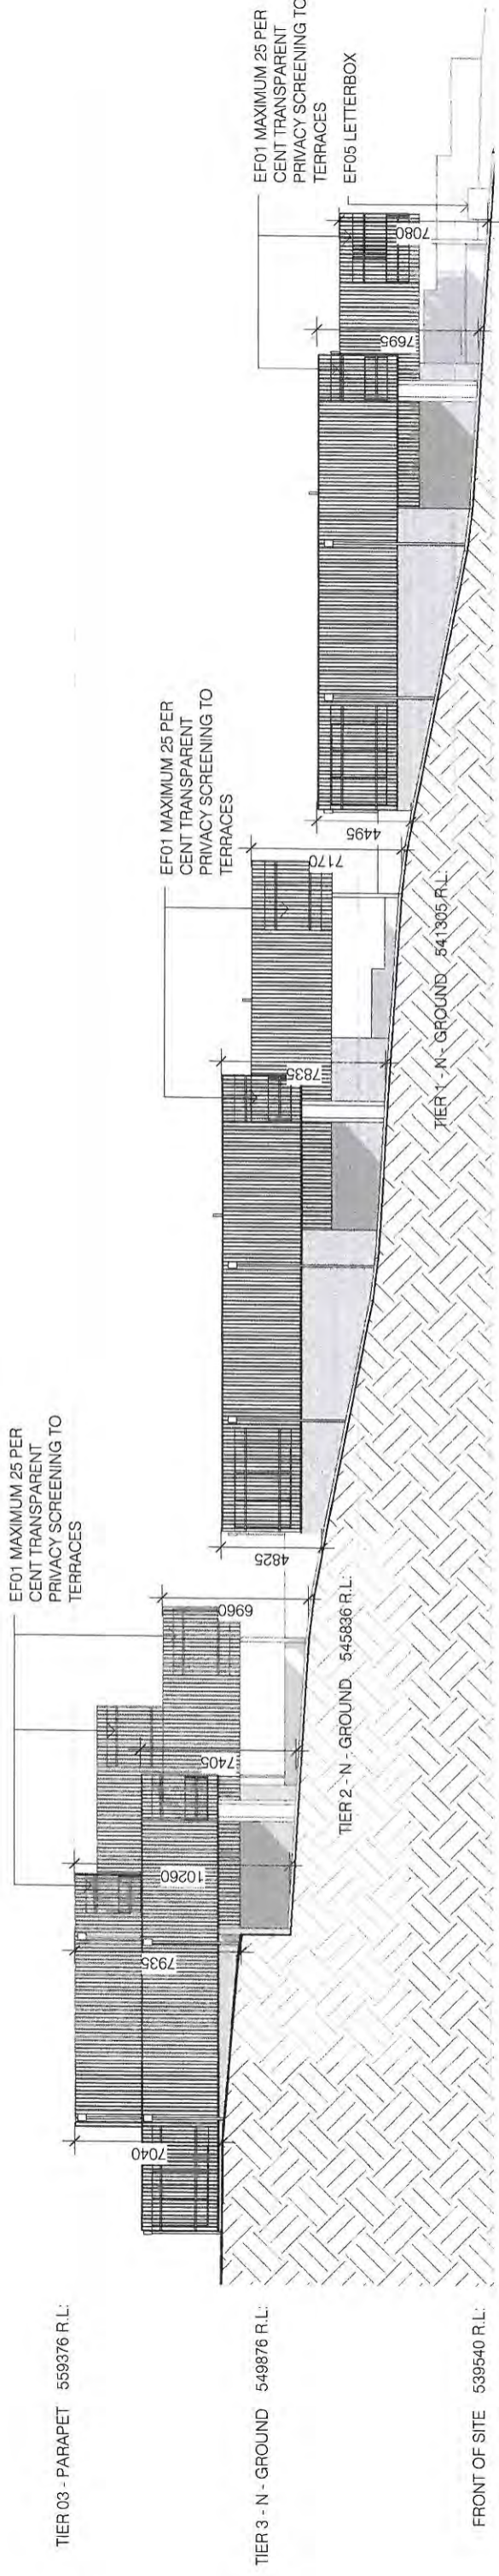 EF01 MAXIMUM 25 PER
CENT TRANSPARENT
PRIVACY SCREENING TO
TERRACES
EF05 LETTERBOX
7080
7695
EF01 MAXIMUM 25 PER
CENT TRANSPARENT
PRIVACY SCREENING TO
TERRACES
4495
7170
7835
TIER 1 - N - GROUND 541305 R.L:
EF01 MAXIMUM 25 PER
CENT TRANSPARENT
PRIVACY SCREENING TO
TERRACES
4825
6960
7405
TIER 2 - N - GROUND 545836 R.L:
10260
7935
7040
TIER 03 - PARAPET 559376 R.L:
TIER 3 - N - GROUND 549876 R.L:
FRONT OF SITE 539540 R.L: